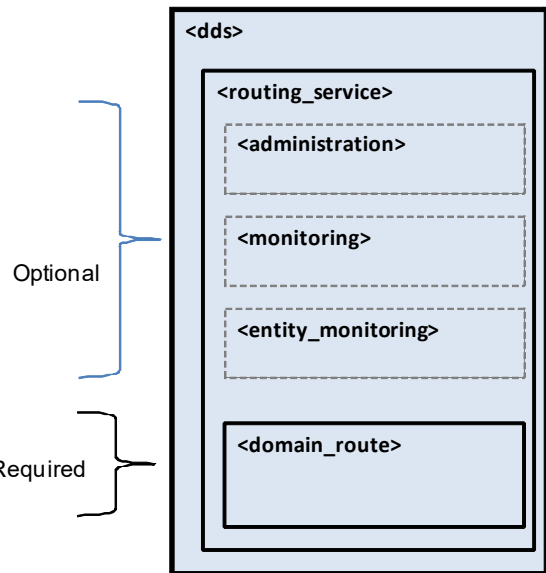 <dds>
<routing_service>
<administration>
<monitoring>
Optional
<entity_monitoring>
<domain_route>
Required